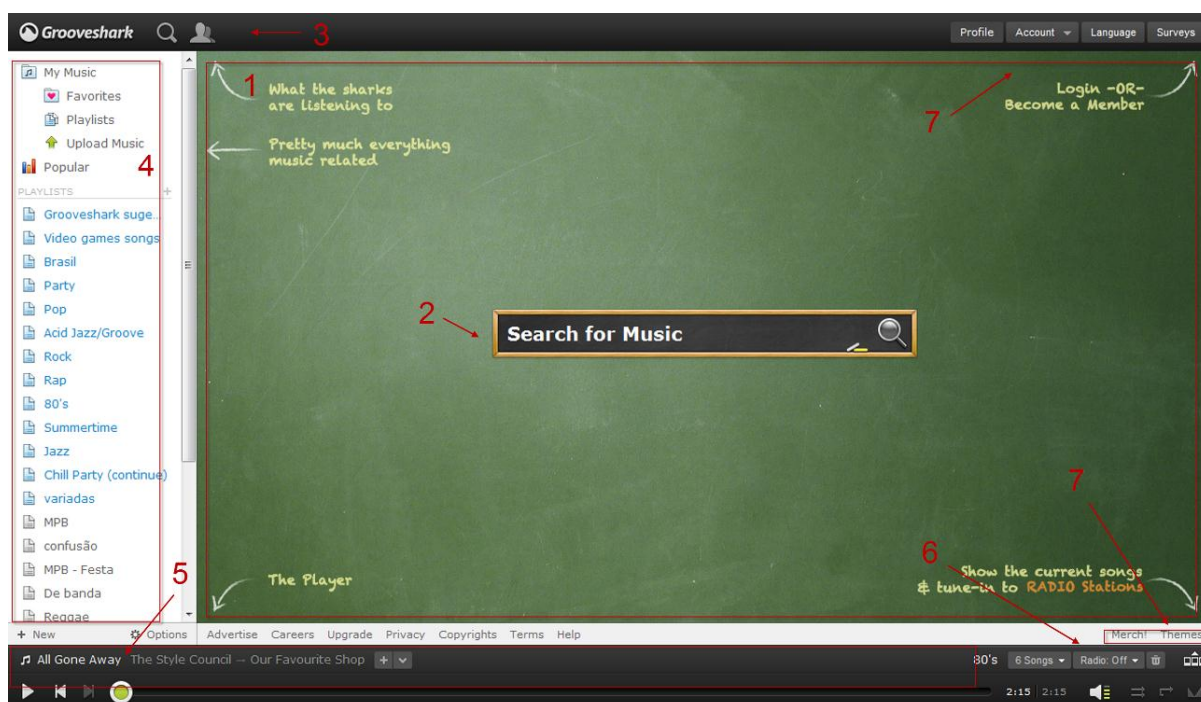 Grooveshark
3
Profile
Account
Language
Surveys
My Music
Favorites
Playlists
Upload Music
Popular
4
PLAYLISTS
+
Grooveshark suge...
Video games songs
Brasil
Party
Pop
Acid Jazz/Groove
Rock
Rap
80's
Summertime
Jazz
Chill Party (continue)
variadas
MPB
confusão
MPB - Festa
De banda
Reggae
+ New
Options
1
What the sharks
are listening to
Pretty much everything
music related
7
Login -OR-
Become a Member
2
Search for Music
7
6
5
The Player
Show the current songs
& tune-in to RADIO Stations
Advertise Careers Upgrade Privacy Copyrights Terms Help
Merch! Themes
All Gone Away The Style Council → Our Favourite Shop
80's 6 Songs Radio: Off
2:15 2:15